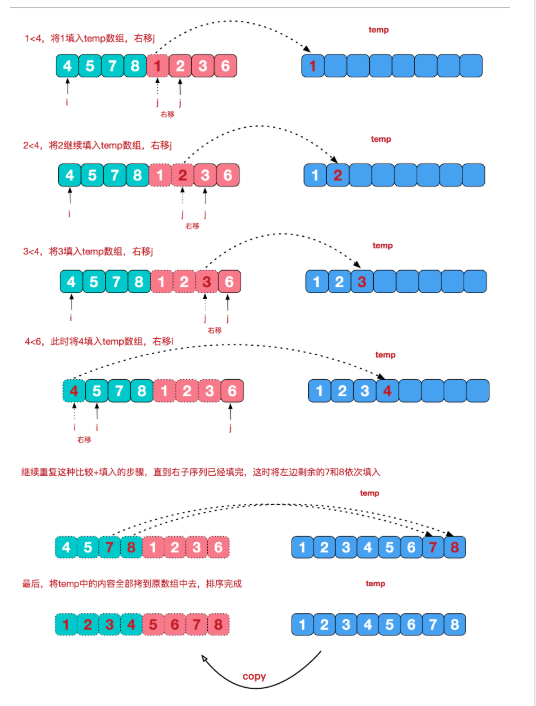 temp
1<4，将1填入temp数组，右移j
4 5 7 8 1 2 3 6
1
i j j
右移
temp
2<4，将2继续填入temp数组，右移j
4 5 7 8 1 2 3 6
1 2
i j j
右移
temp
3<4，将3填入temp数组，右移j
4 5 7 8 1 2 3 6
1 2 3
i j j
右移
4<6，此时将4填入temp数组，右移i
temp
4 5 7 8 1 2 3 6
1 2 3 4
i i j
右移
继续重复这种比较+填入的步骤，直到右子序列已经填完，这时将左边剩余的7和8依次填入
temp
4 5 7 8 1 2 3 6
1 2 3 4 5 6 7 8
最后，将temp中的内容全部拷到原数组中去，排序完成
temp
1 2 3 4 5 6 7 8
1 2 3 4 5 6 7 8
copy